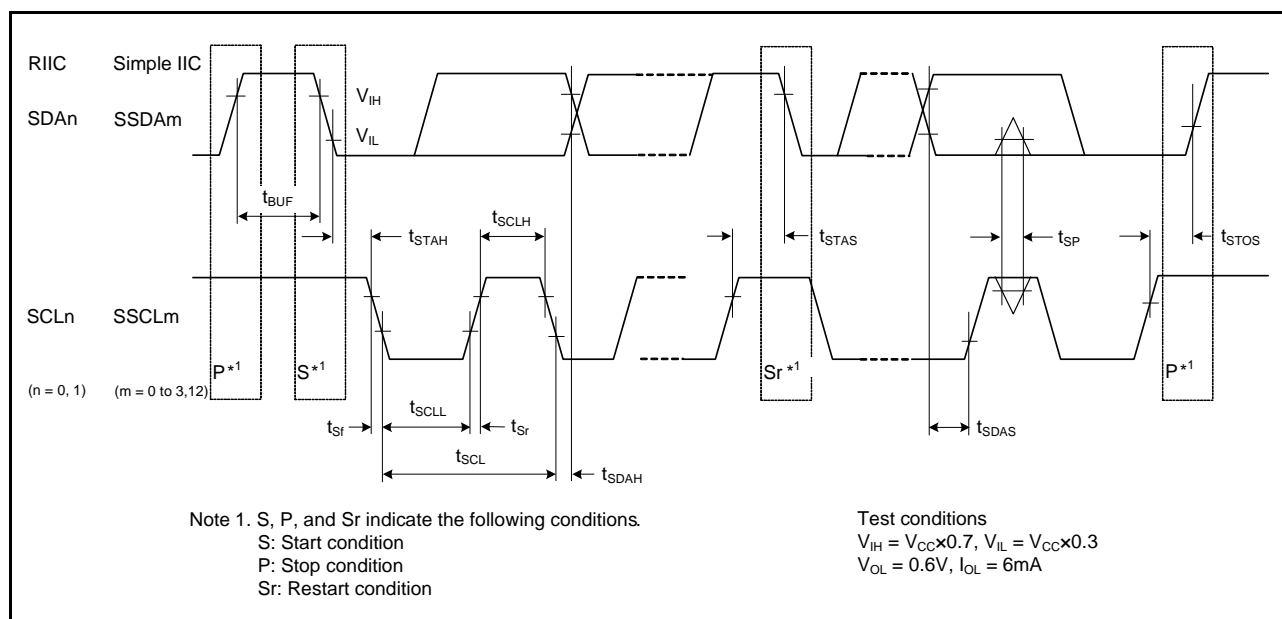 RIIC Simple IIC
SDAn SSDAm
VIH
VIL
tBUF
tSTAH
tSCLH
tSTAS
tSP
tSTOS
SCLn SSCLm
(n = 0, 1) (m = 0 to 3,12)
P*1
S*1
Sr*1
P*1
tSf
tSCLL
tSr
tSCL
tSDAH
tSDAS
Note 1. S, P, and Sr indicate the following conditions.
S: Start condition
P: Stop condition
Sr: Restart condition
Test conditions
VIH = VCC×0.7, VIL = VCC×0.3
VOL = 0.6V, IOL = 6mA